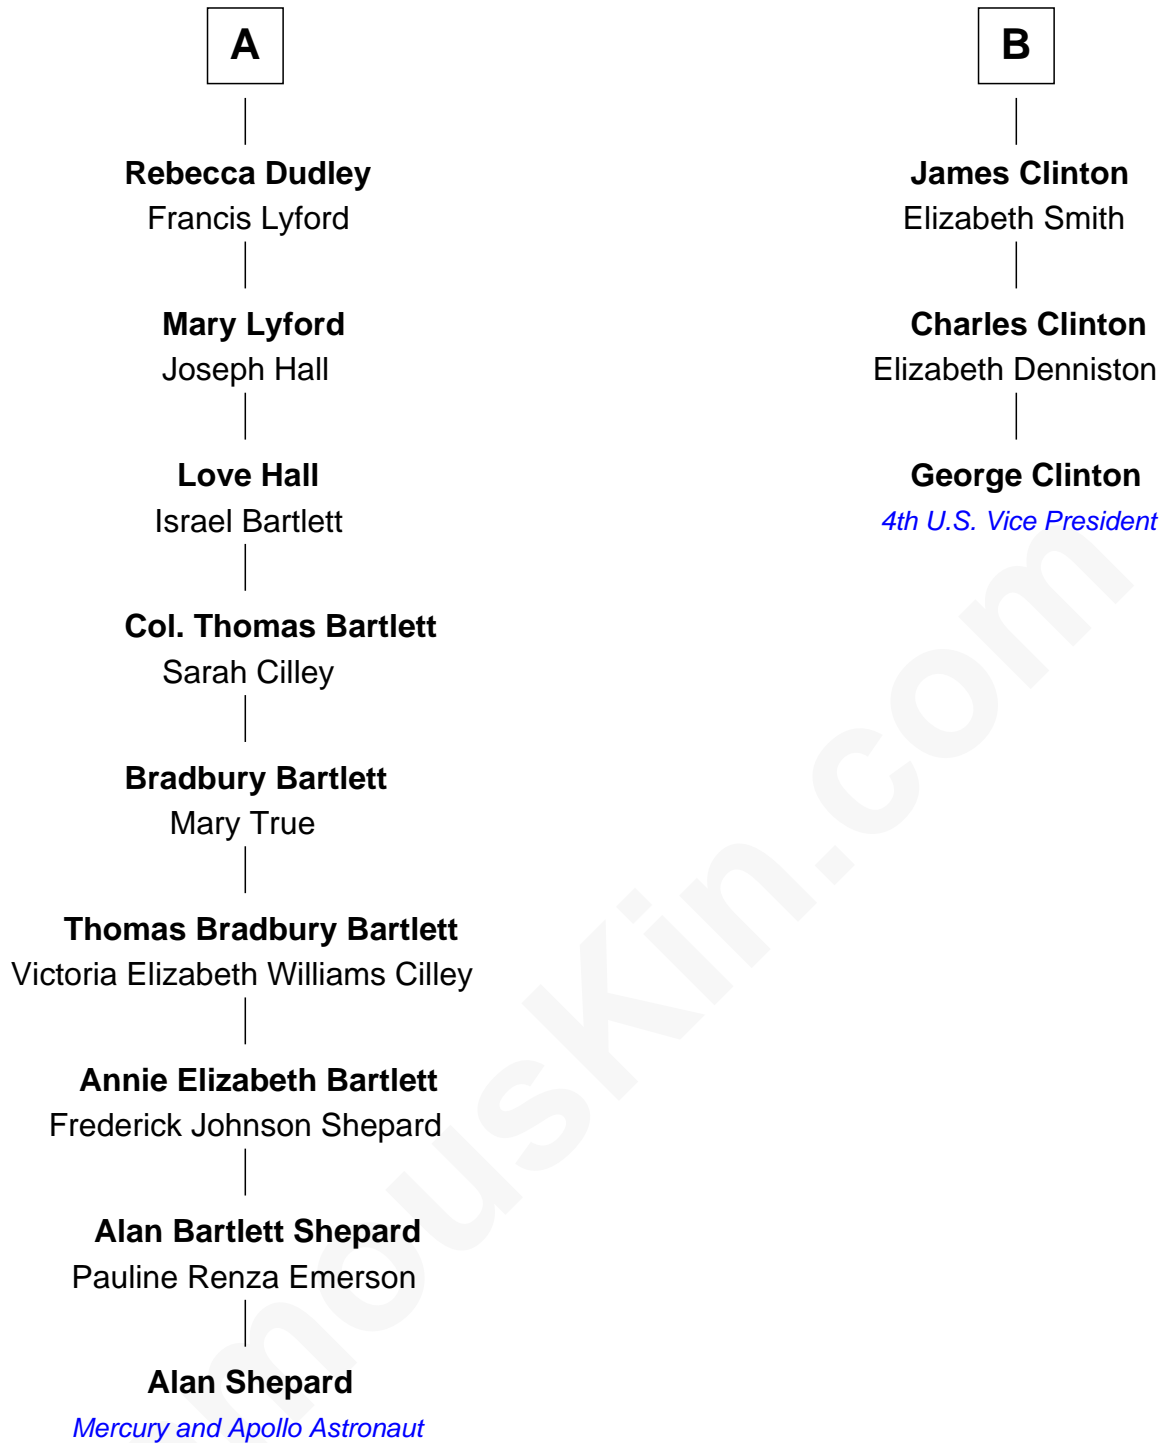 A
Rebecca Dudley
Francis Lyford
Mary Lyford
Joseph Hall
Love Hall
Israel Bartlett
Col. Thomas Bartlett
Sarah Cilley
Bradbury Bartlett
Mary True
Thomas Bradbury Bartlett
Victoria Elizabeth Williams Cilley
Annie Elizabeth Bartlett
Frederick Johnson Shepard
Alan Bartlett Shepard
Pauline Renza Emerson
Alan Shepard
Mercury and Apollo Astronaut
B
James Clinton
Elizabeth Smith
Charles Clinton
Elizabeth Denniston
George Clinton
4th U.S. Vice President
mousKin.com